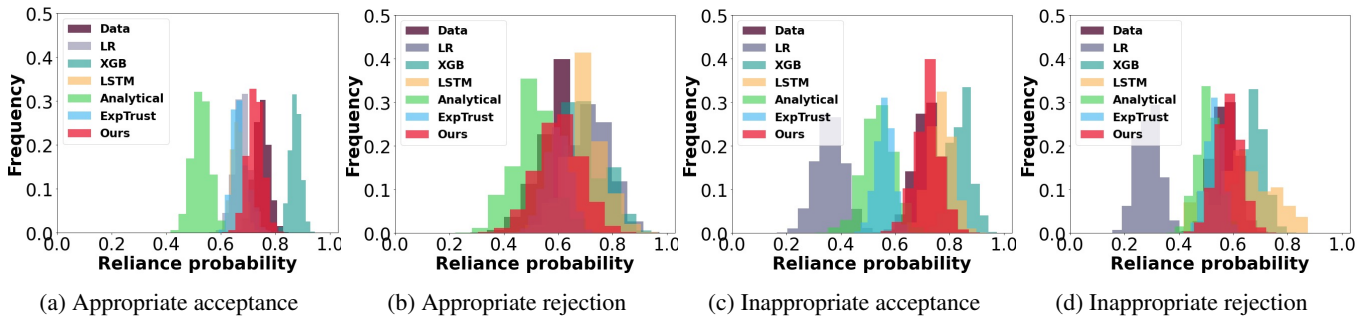 0.5
0.4
0.3
0.2
0.1
0.0
Frequency
Data
LR
XGB
LSTM
Analytical
ExpTrust
Ours
0.0 0.2 0.4 0.6 0.8 1.0
Reliance probability
(a) Appropriate acceptance
0.5
0.4
0.3
0.2
0.1
0.0
Frequency
Data
LR
XGB
LSTM
Analytical
ExpTrust
Ours
0.0 0.2 0.4 0.6 0.8 1.0
Reliance probability
(b) Appropriate rejection
0.5
0.4
0.3
0.2
0.1
0.0
Frequency
Data
LR
XGB
LSTM
Analytical
ExpTrust
Ours
0.0 0.2 0.4 0.6 0.8 1.0
Reliance probability
(c) Inappropriate acceptance
0.5
0.4
0.3
0.2
0.1
0.0
Frequency
Data
LR
XGB
LSTM
Analytical
ExpTrust
Ours
0.0 0.2 0.4 0.6 0.8 1.0
Reliance probability
(d) Inappropriate rejection